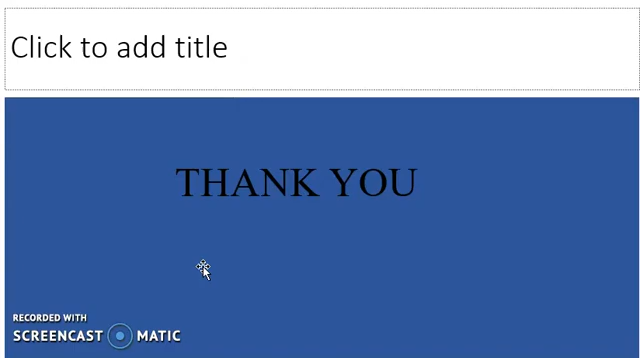 Click to add title
THANK YOU
RECORDED WITH
SCREENCAST MATIC